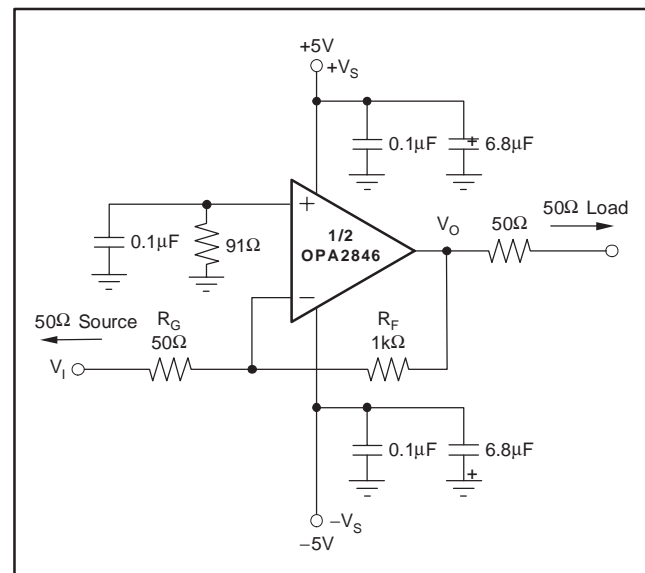 +5V
+V_S
0.1μF
6.8μF
+
+
1/2
OPA2846
−
0.1μF
91Ω
V_O
50Ω
50Ω Load
50Ω Source
R_G
50Ω
V_I
R_F
1kΩ
0.1μF
6.8μF
+
−V_S
−5V